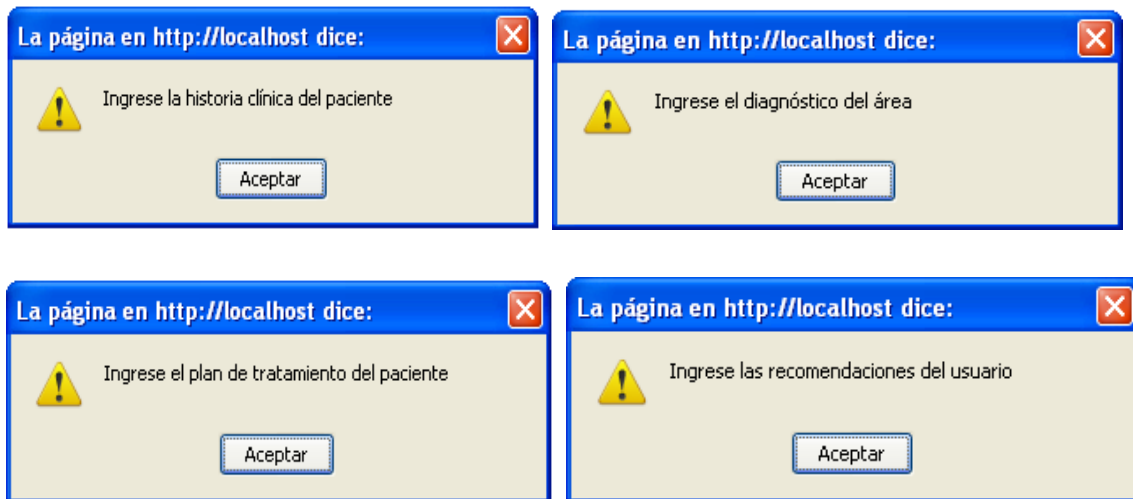 La página en http://localhost dice:
Ingrese la historia clínica del paciente
Aceptar
La página en http://localhost dice:
Ingrese el diagnóstico del área
Aceptar
La página en http://localhost dice:
Ingrese el plan de tratamiento del paciente
Aceptar
La página en http://localhost dice:
Ingrese las recomendaciones del usuario
Aceptar